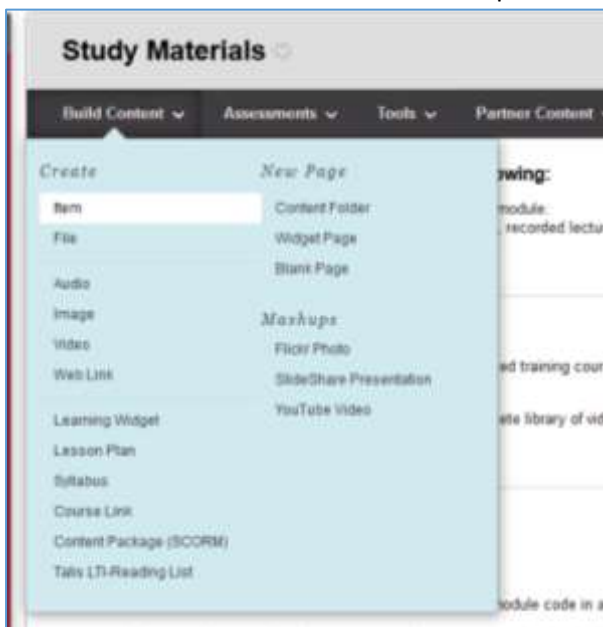 Study Materials
Build Content
Assessments
Tools
Partner Content
Create
Item
File
Audio
Image
Video
Web Link
Learning Widget
Lesson Plan
Syllabus
Course Link
Content Package (SCORM)
Talis LTI-Reading List
New Page
Content Folder
Widget Page
Blank Page
Mashups
Flickr Photo
SlideShare Presentation
YouTube Video
owing:
module.
, recorded lectu
ed training cour
ete library of vid
odule code in a